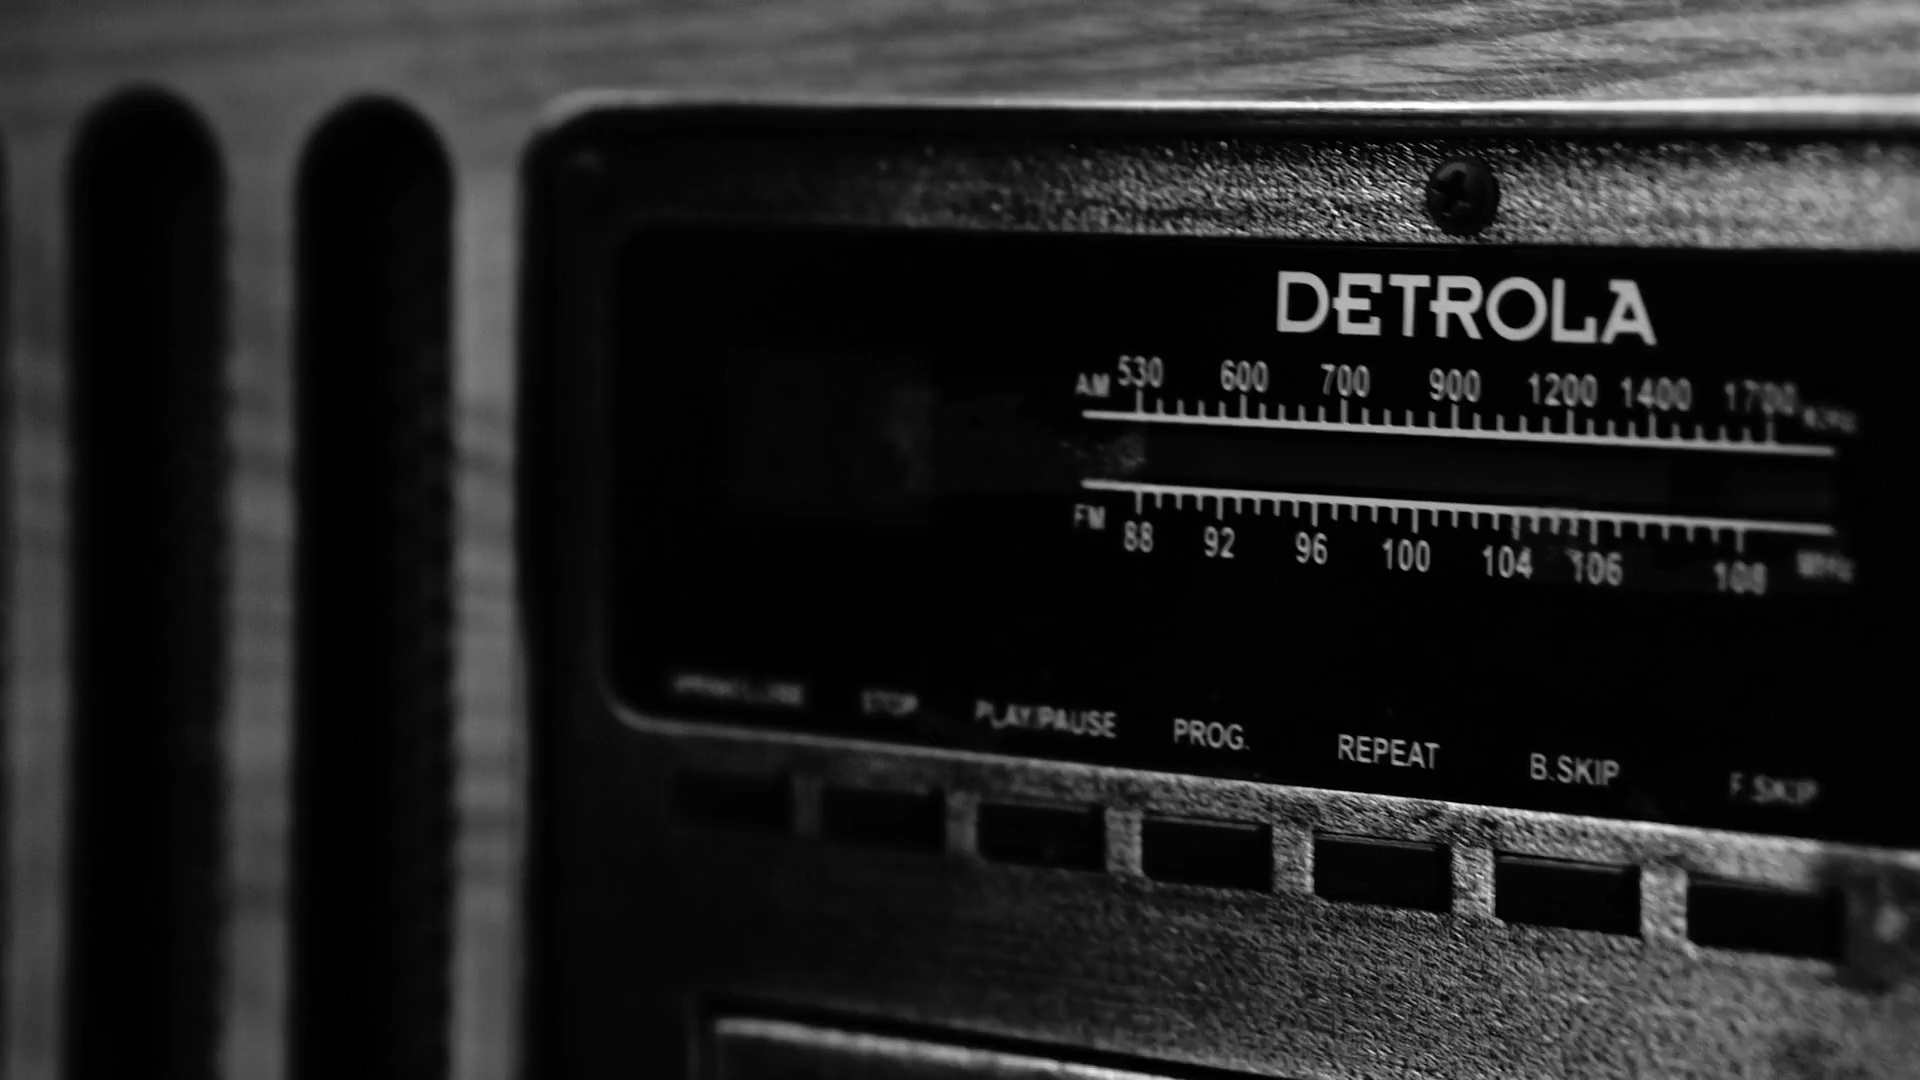 DETROLA
AM 530 600 700 900 1200 1400 1700
FM 88 92 96 100 104 106 108
STOP PLAY/PAUSE PROG. REPEAT B.SKIP F.SKIP